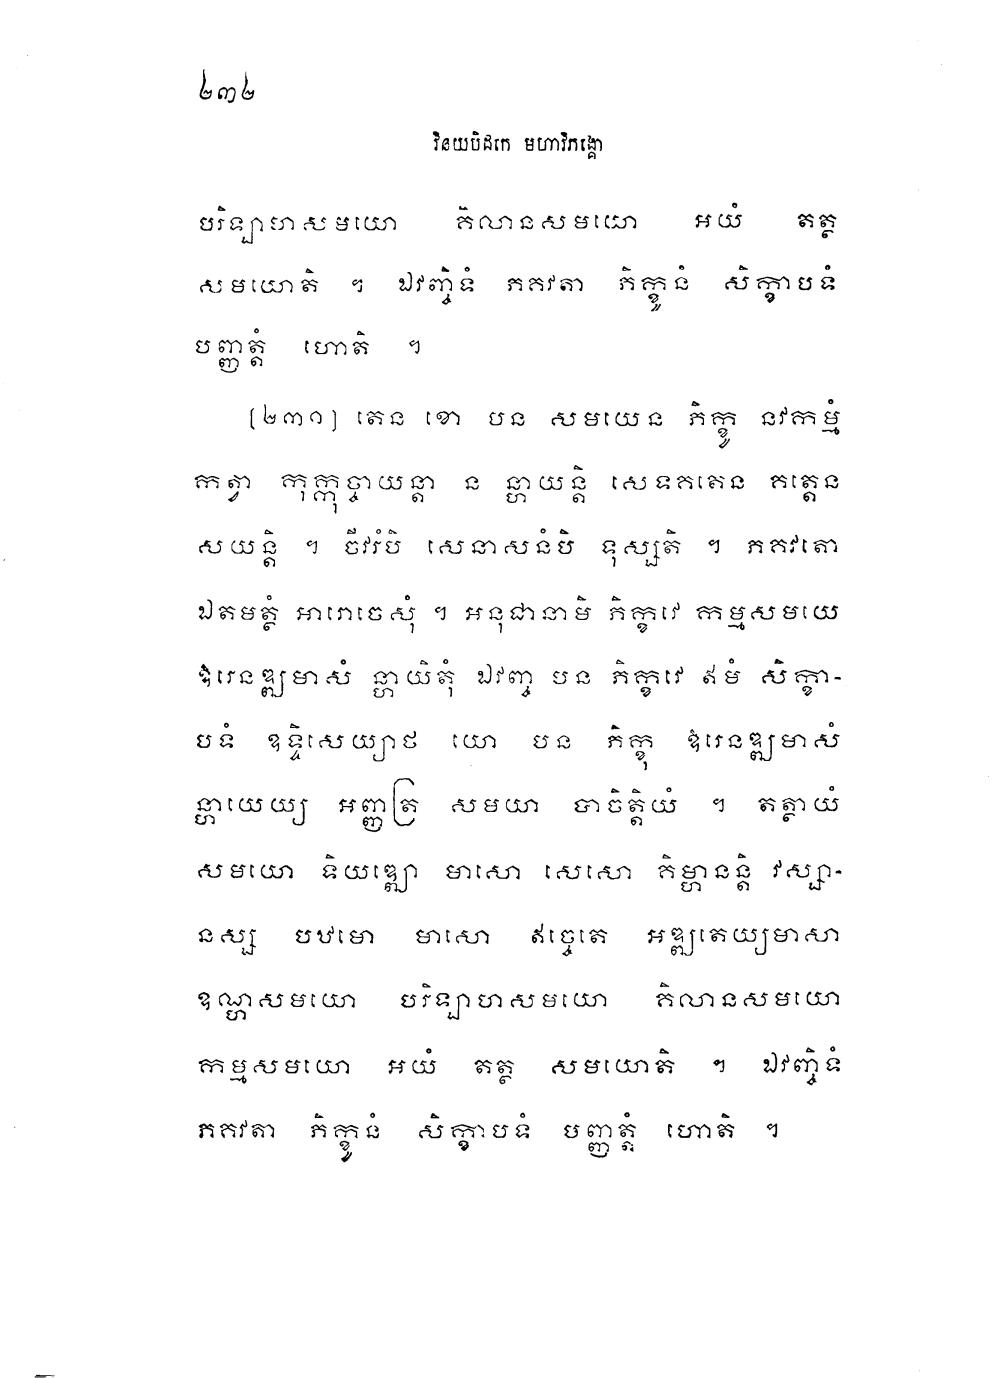 ២៣២
វិនយបិដកេ មហាវិភង្គោ
បរិឡាហសមយោ គិលានសមយោ អយំ តត្ថ
សមយោតិ ។ ឯវញ្ចិទំ ភគវតា ភិក្ខូនំ សិក្ខាបទំ
បញ្ញត្តំ ហោតិ ។
(២៣១) តេន ខោ បន សមយេន ភិក្ខូ នវកម្មំ
កត្វា កុក្កុច្ចាយន្តា ន ន្ហាយន្តិ សេទគតេន គត្តេន
សយន្តិ ។ ចីវរំបិ សេនាសនំបិ ទុស្សតិ ។ ភគវតោ
ឯតមត្ថំ អារោចេសុំ ។ អនុជានាមិ ភិក្ខវេ កម្មសមយេ
ឱរេនឌ្ឍមាសំ ន្ហាយិតុំ ឯវញ្ច បន ភិក្ខវេ ឥមំ សិក្ខា-
បទំ ឧទ្ទិសេយ្យាថ យោ បន ភិក្ខុ ឱរេនឌ្ឍមាសំ
ន្ហាយេយ្យ អញ្ញត្រ សមយា បាចិត្តិយំ ។ តត្ថាយំ
សមយោ ទិយឌ្ឍោ មាសោ សេសោ គិម្ហានន្តិ វស្សា-
នស្ស បឋមោ មាសោ ឥច្ចេតេ អឌ្ឍតេយ្យមាសា
ឧណ្ហសមយោ បរិឡាហសមយោ គិលានសមយោ
កម្មសមយោ អយំ តត្ថ សមយោតិ ។ ឯវញ្ចិទំ
ភគវតា ភិក្ខូនំ សិក្ខាបទំ បញ្ញត្តំ ហោតិ ។